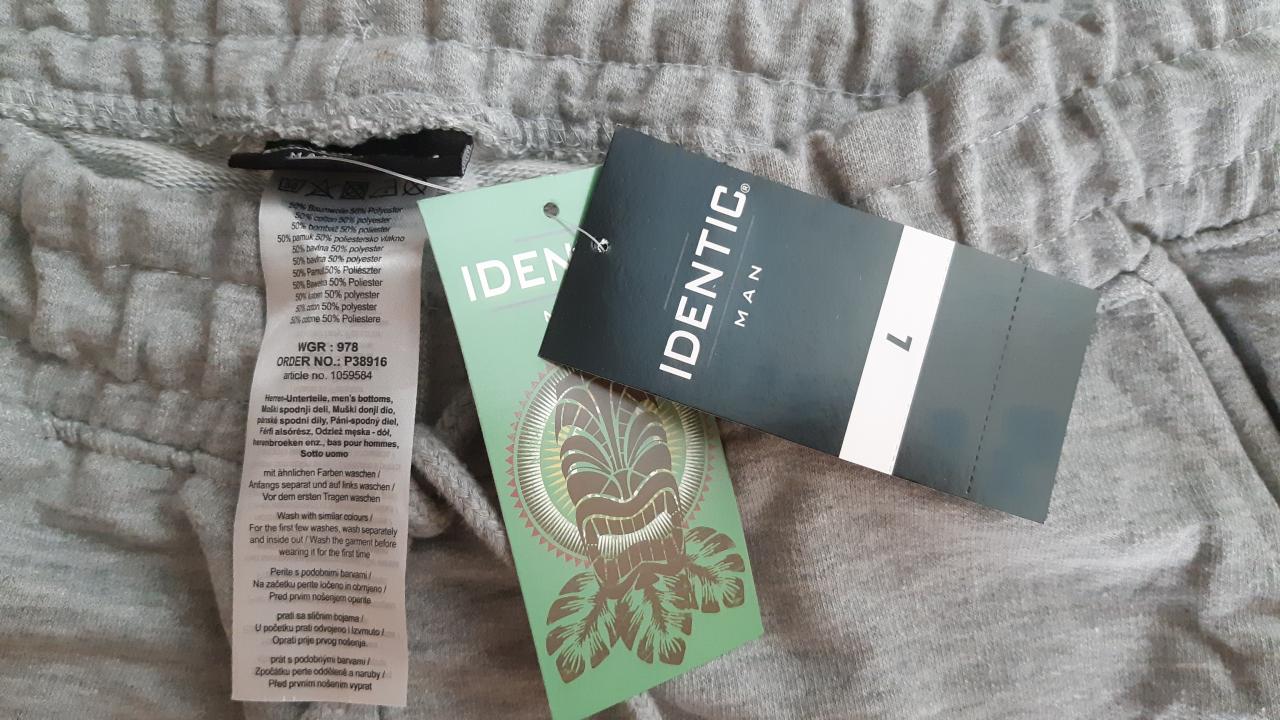 MA
50% Baumwolle 50% Polyester
50% cotton 50% polyester
50% bombaž 50% poliester
50% pamuk 50% poliestersko vlakno
50% bavlna 50% polyester
50% bavlna 50% polyester
50% Pamut 50% Poliészter
50% Bawełna 50% Poliester
50% katoen 50% polyester
50% coton 50% polyester
50% cotone 50% Poliestere
WGR : 978
ORDER NO.: P38916
article no. 1059584
Herren-Unterteile, men's bottoms,
Muški spodnji deli, Muški donji dio,
pánské spodní díly, Páni-spodný diel,
Férfi alsórész, Odzież męska - dół,
herenbroeken enz., bas pour hommes,
Sotto uomo
mit ähnlichen Farben waschen /
Anfangs separat und auf links waschen /
Vor dem ersten Tragen waschen
Wash with similar colours /
For the first few washes, wash separately
and inside out / Wash the garment before
wearing it for the first time
Perite s podobnimi barvami /
Na začetku perite ločeno in obrnjeno /
Pred prvim nošenjem operite
prati sa sličnim bojama /
U početku prati odvojeno i izvrnuto /
Oprati prije prvog nošenja.
prát s podobnými barvami /
Zpočátku perte odděleně a naruby /
Před prvním nošením vyprat
IDEN
IDENTIC®
MAN
L